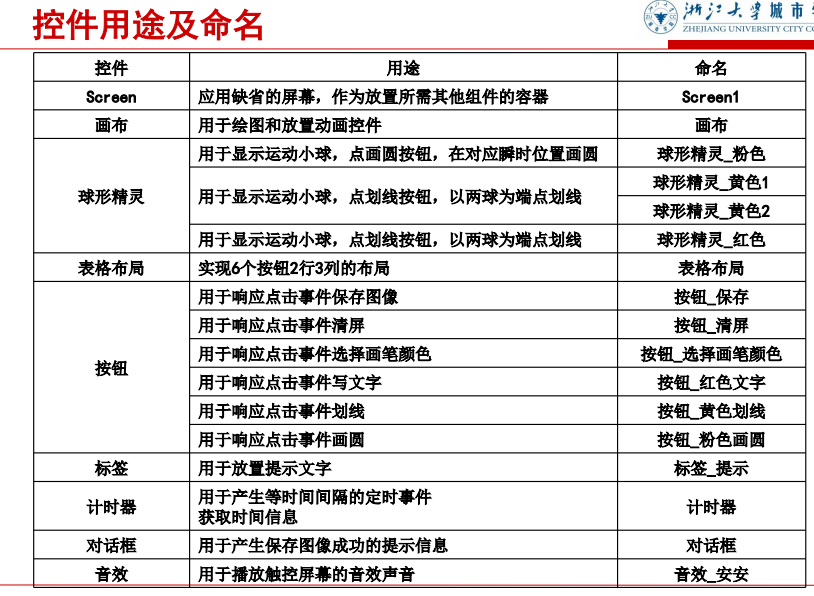 控件用途及命名
浙江大学城市
ZHEJIANG UNIVERSITY CITY
控件 用途 命名
Screen 应用缺省的屏幕，作为放置所需其他组件的容器 Screen1
画布 用于绘图和放置动画控件 画布
球形精灵 用于显示运动小球，点画圆按钮，在对应瞬时位置画圆 球形精灵_粉色
用于显示运动小球，点划线按钮，以两球为端点划线 球形精灵_黄色1
球形精灵_黄色2
用于显示运动小球，点划线按钮，以两球为端点划线 球形精灵_红色
表格布局 实现6个按钮2行3列的布局 表格布局
按钮 用于响应点击事件保存图像 按钮_保存
用于响应点击事件清屏 按钮_清屏
用于响应点击事件选择画笔颜色 按钮_选择画笔颜色
用于响应点击事件写文字 按钮_红色文字
用于响应点击事件划线 按钮_黄色划线
用于响应点击事件画圆 按钮_粉色画圆
标签 用于放置提示文字 标签_提示
计时器 用于产生等时间间隔的定时事件 计时器
获取时间信息
对话框 用于产生保存图像成功的提示信息 对话框
音效 用于播放触控屏幕的音效声音 音效_安安